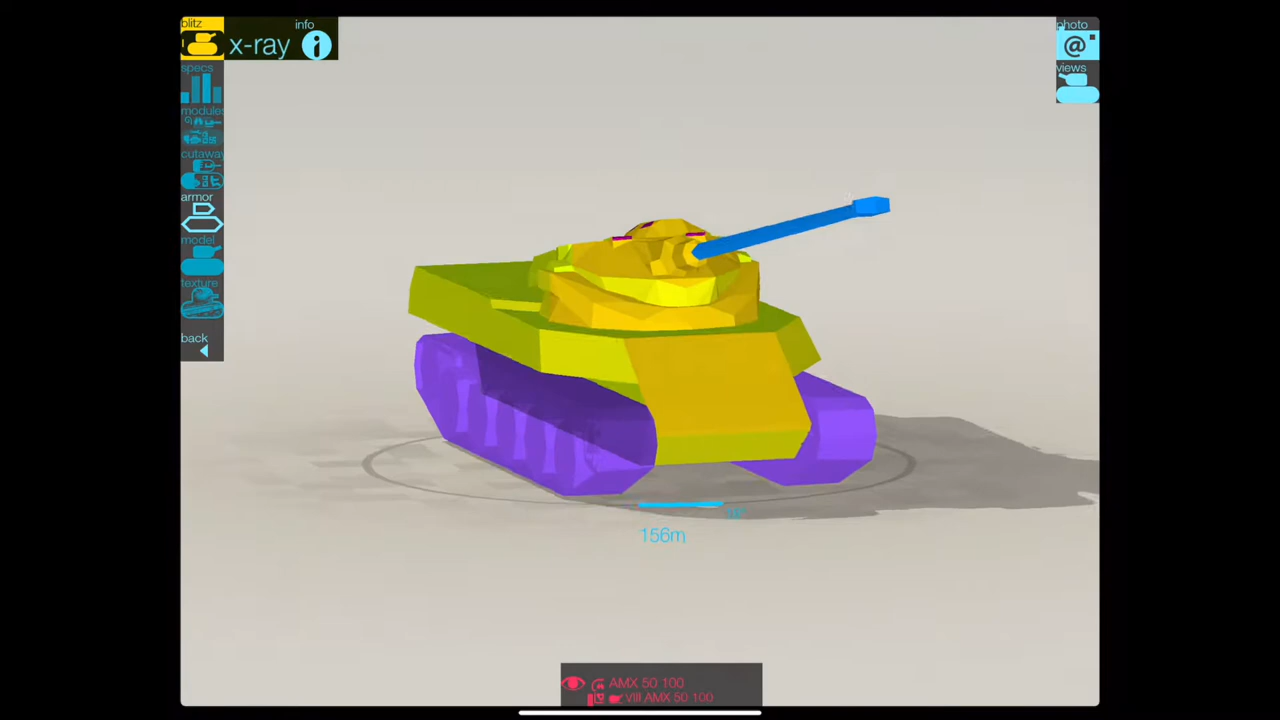 blitz
x-ray
info
specs
modules
cutaway
armor
model
texture
back
photo
@
views
156m
AMX 50 100
VIII AMX 50 100